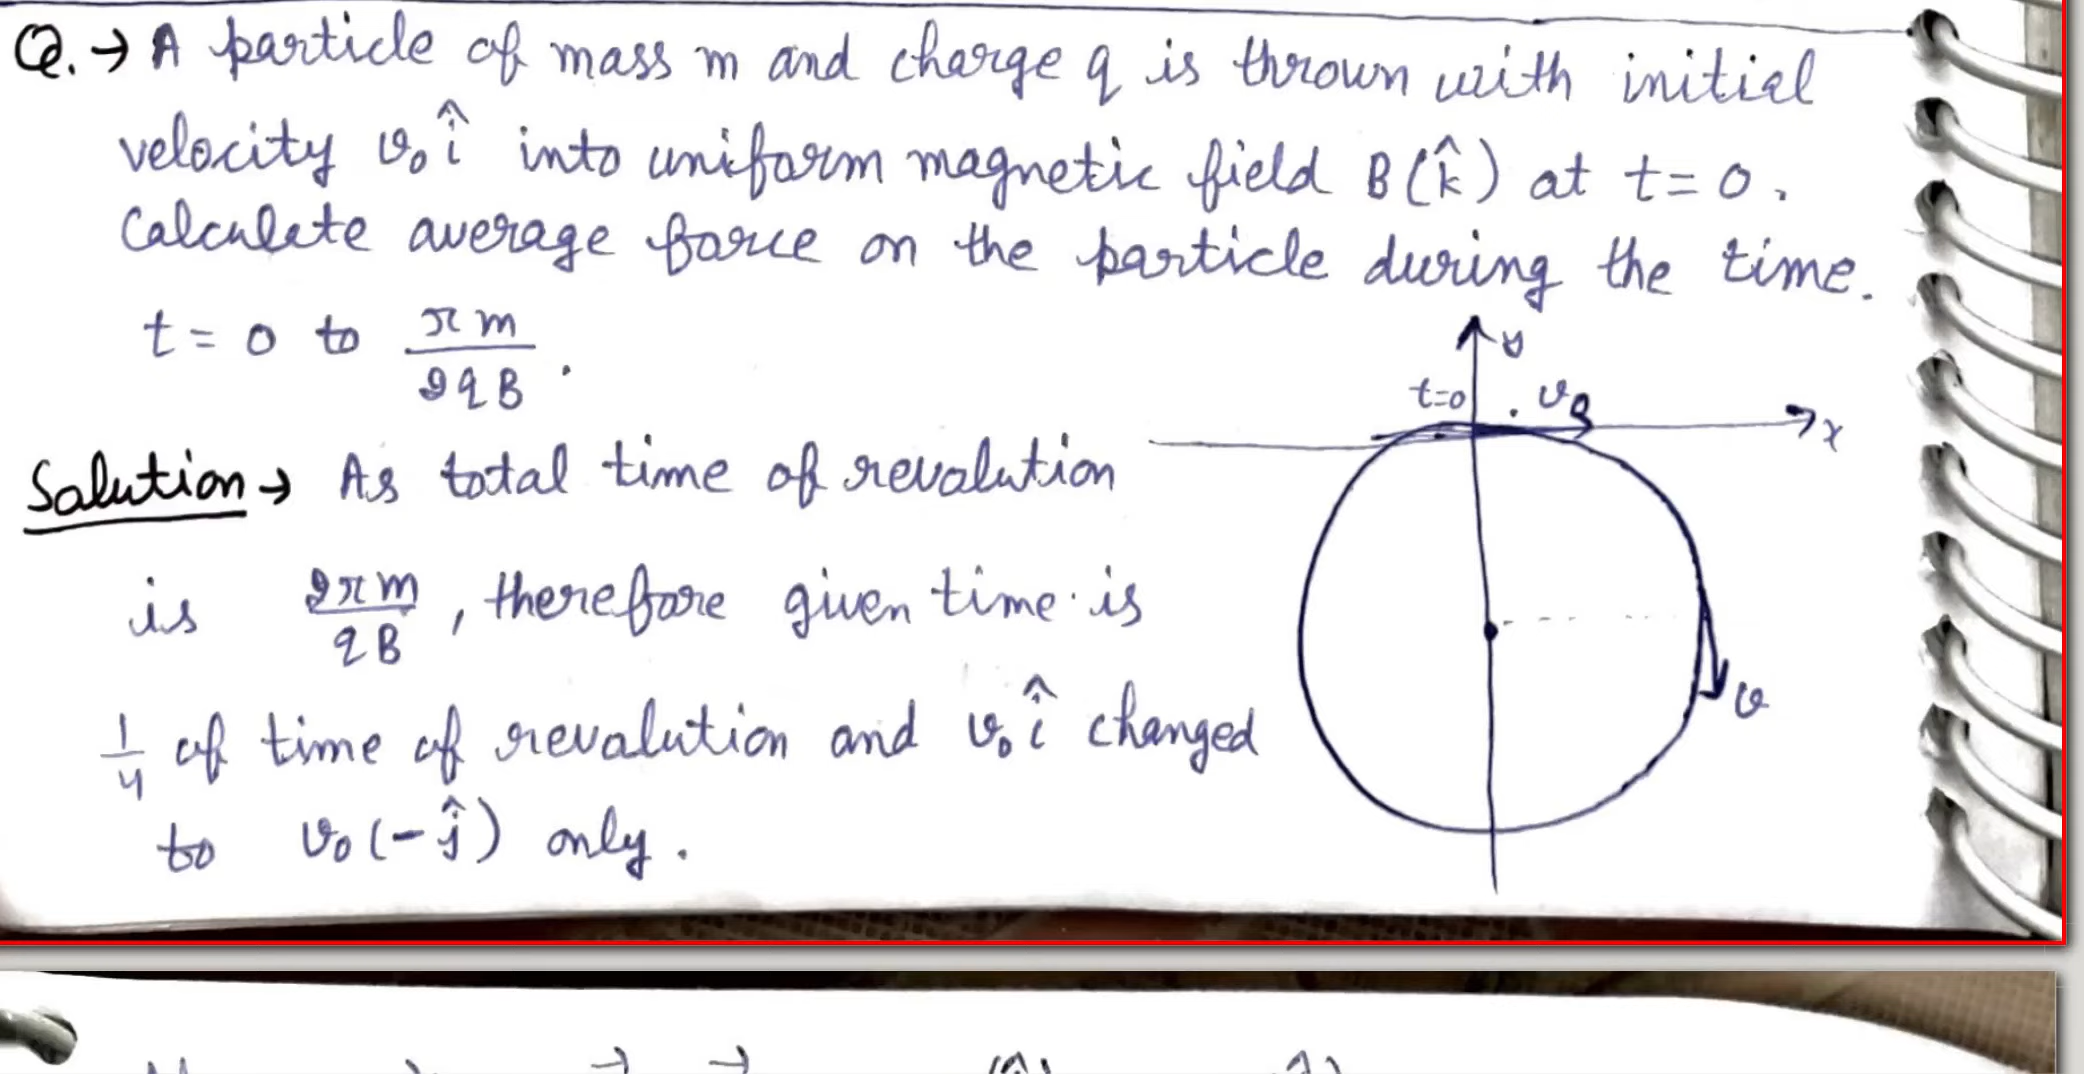 Q. → A particle of mass m and charge q is thrown with initial
velocity v₀ î into uniform magnetic field B(k̂) at t=0.
Calculate average force on the particle during the time.
t = 0 to πm/2qB.
y
t=0 v₀
x
Solution → As total time of revolution
is 2πm/qB, therefore given time is
v
1/4 of time of revolution and v₀ î changed
to v₀(-ĵ) only.